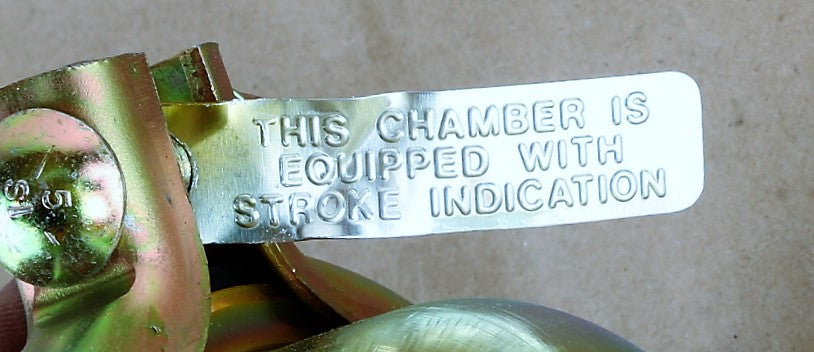 THIS CHAMBER IS
EQUIPPED WITH
STROKE INDICATION